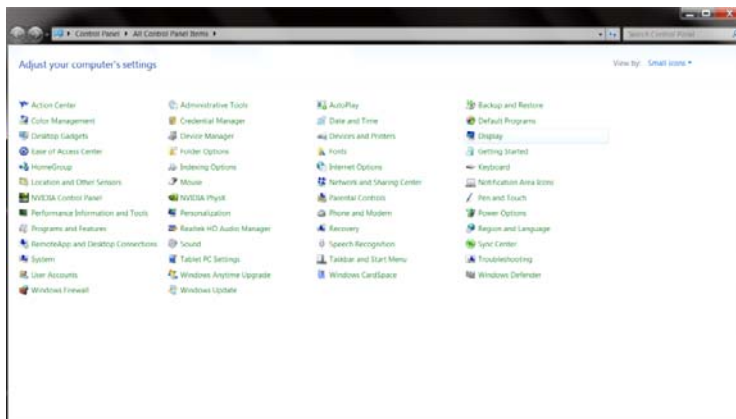 Control Panel ▸ All Control Panel Items ▸
Search Control Panel
Adjust your computer's settings
View by: Small icons
Action Center
Administrative Tools
AutoPlay
Backup and Restore
Color Management
Credential Manager
Date and Time
Default Programs
Desktop Gadgets
Device Manager
Devices and Printers
Display
Ease of Access Center
Folder Options
Fonts
Getting Started
HomeGroup
Indexing Options
Internet Options
Keyboard
Location and Other Sensors
Mouse
Network and Sharing Center
Notification Area Icons
NVIDIA Control Panel
NVIDIA PhysX
Parental Controls
Pen and Touch
Performance Information and Tools
Personalization
Phone and Modem
Power Options
Programs and Features
Realtek HD Audio Manager
Recovery
Region and Language
RemoteApp and Desktop Connections
Sound
Speech Recognition
Sync Center
System
Tablet PC Settings
Taskbar and Start Menu
Troubleshooting
User Accounts
Windows Anytime Upgrade
Windows CardSpace
Windows Defender
Windows Firewall
Windows Update